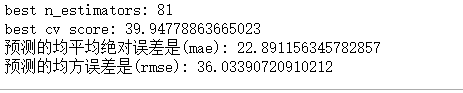 best n_estimators: 81
best cv score: 39.94778863665023
预测的均平均绝对误差是(mae): 22.891156345782857
预测的均方误差是(rmse): 36.03390720910212